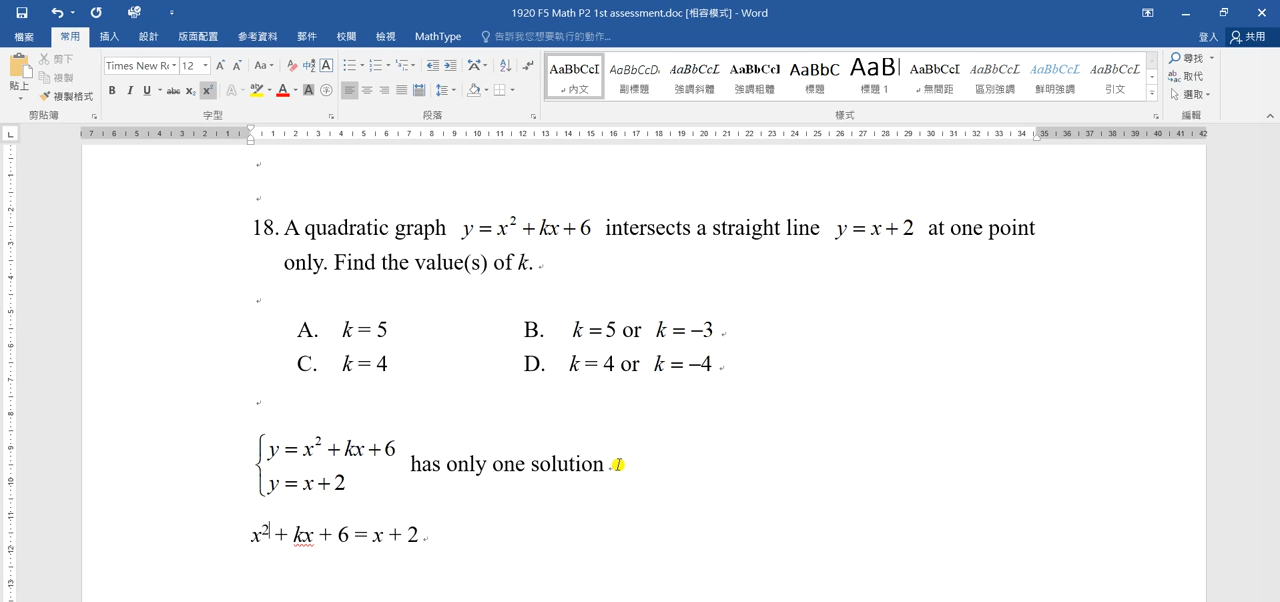 1920 F5 Math P2 1st assessment.doc [相容模式] - Word
檔案 常用 插入 設計 版面配置 參考資料 郵件 校閱 檢視 MathType 告訴我您想要執行的動作... 登入 共用
貼上 剪下 複製 複製格式 剪貼簿
Times New R 12 字型
段落
AaBbCcI AaBbCcD AaBbCcL AaBbCcI AaBbC AaBl AaBbCcI AaBbCcL AaBbCcL AaBbCcL
內文 副標題 強調斜體 強調粗體 標題 標題 1 無間距 區別強調 鮮明強調 引文
樣式
尋找 取代 選取 編輯
18. A quadratic graph y = x² + kx + 6 intersects a straight line y = x + 2 at one point
only. Find the value(s) of k.
A. k = 5 B. k = 5 or k = −3
C. k = 4 D. k = 4 or k = −4
y = x² + kx + 6
y = x + 2
has only one solution
x² + kx + 6 = x + 2